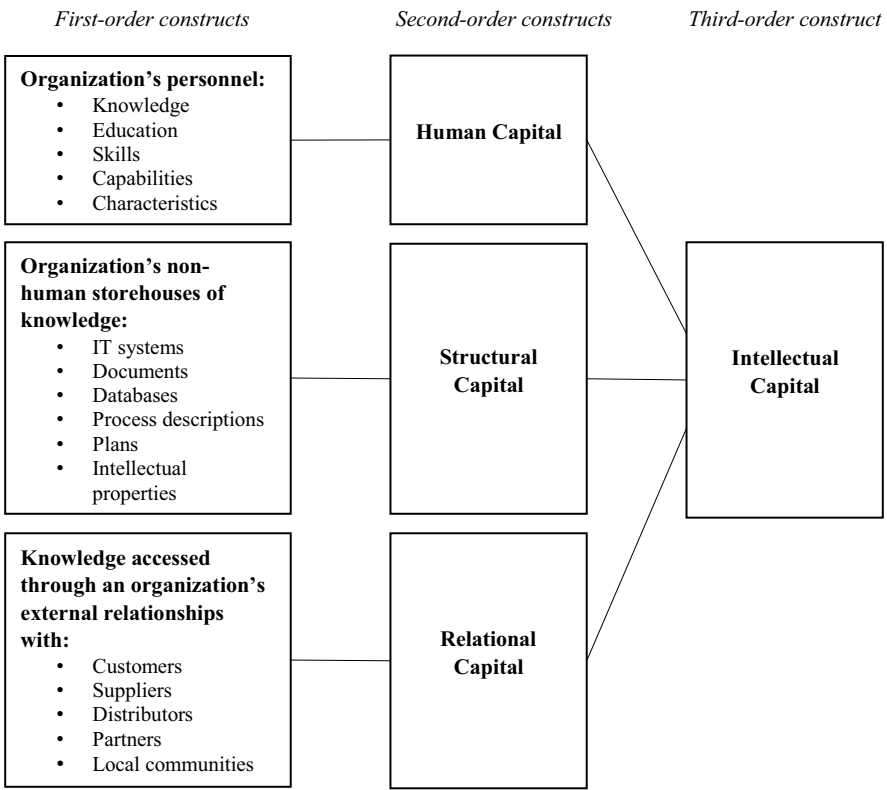 First-order constructs
Second-order constructs
Third-order construct
Organization’s personnel:
• Knowledge
• Education
• Skills
• Capabilities
• Characteristics
Human Capital
Organization’s non-
human storehouses of
knowledge:
• IT systems
• Documents
• Databases
• Process descriptions
• Plans
• Intellectual
properties
Structural
Capital
Intellectual
Capital
Knowledge accessed
through an organization’s
external relationships
with:
• Customers
• Suppliers
• Distributors
• Partners
• Local communities
Relational
Capital